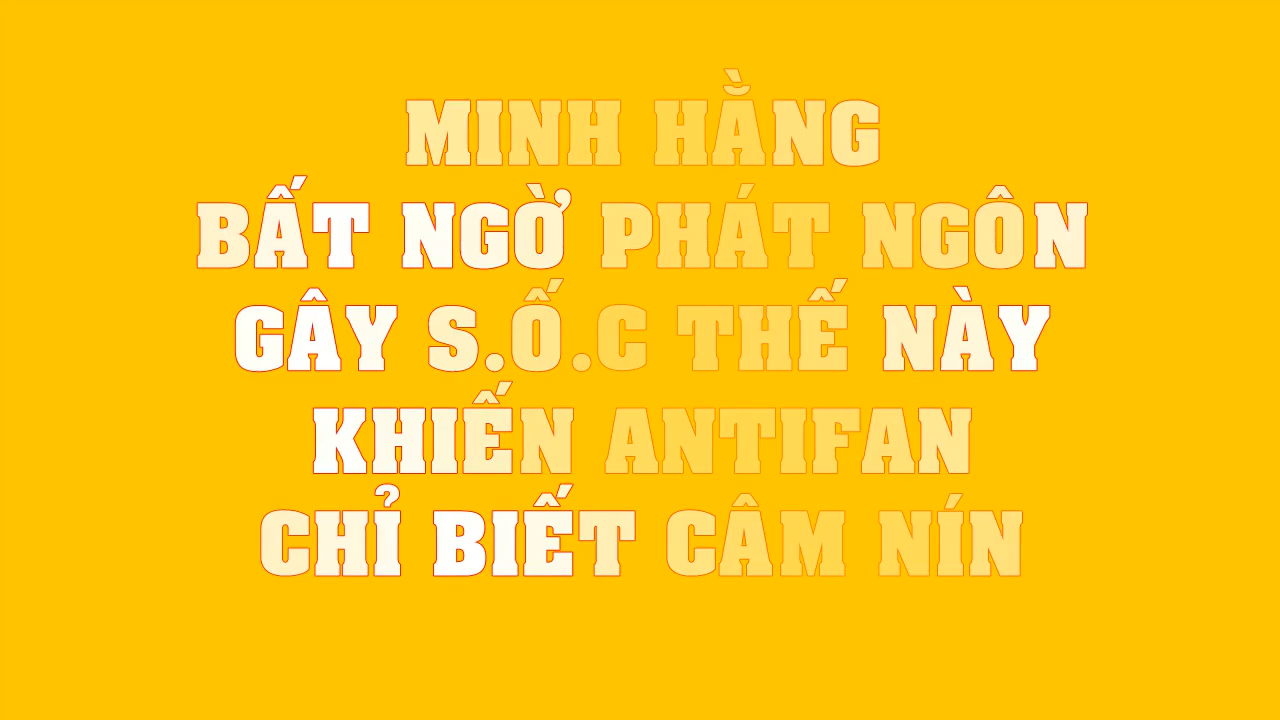 MINH HẰNG
BẤT NGỜ PHÁT NGÔN
GÂY S.Ố.C THẾ NÀY
KHIẾN ANTIFAN
CHỈ BIẾT CÂM NÍN